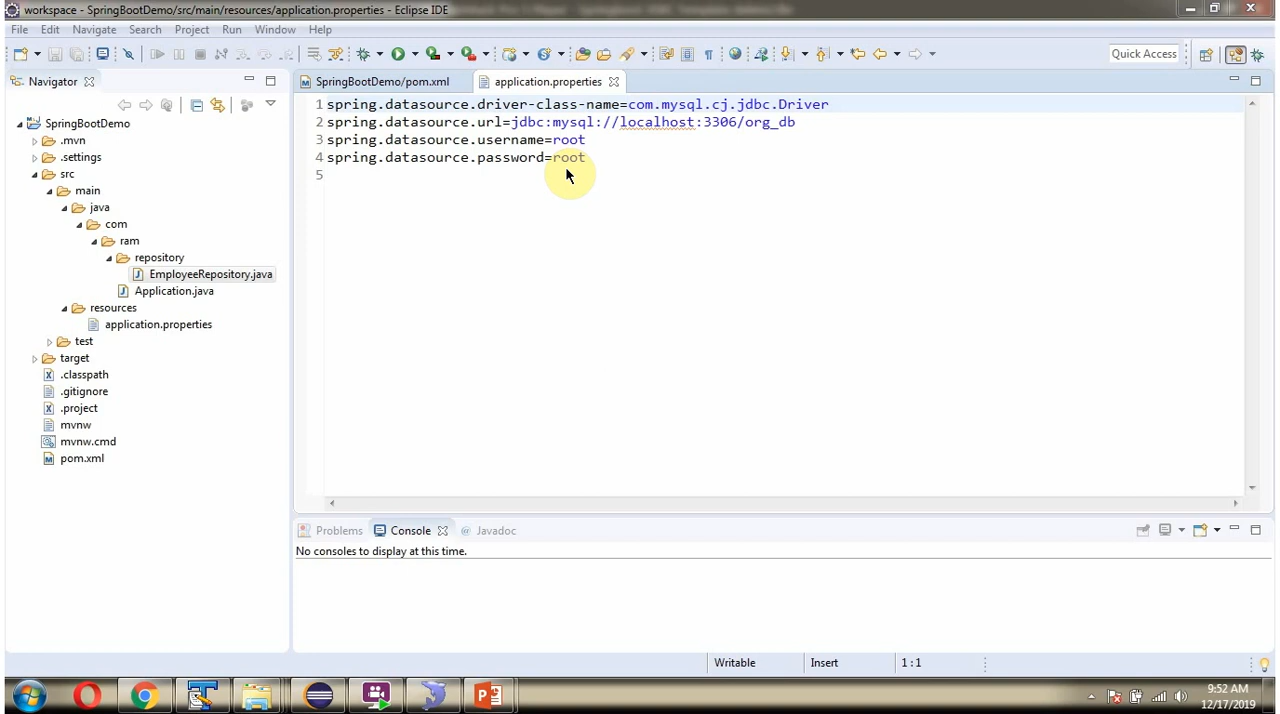 workspace - SpringBootDemo/src/main/resources/application.properties - Eclipse IDE
File Edit Navigate Search Project Run Window Help
Quick Access
Navigator
SpringBootDemo/pom.xml
application.properties
SpringBootDemo
.mvn
.settings
src
main
java
com
ram
repository
EmployeeRepository.java
Application.java
resources
application.properties
test
target
.classpath
.gitignore
.project
mvnw
mvnw.cmd
pom.xml
1 spring.datasource.driver-class-name=com.mysql.cj.jdbc.Driver
2 spring.datasource.url=jdbc:mysql://localhost:3306/org_db
3 spring.datasource.username=root
4 spring.datasource.password=root
5
Problems Console Javadoc
No consoles to display at this time.
Writable Insert 1 : 1
9:52 AM
12/17/2019